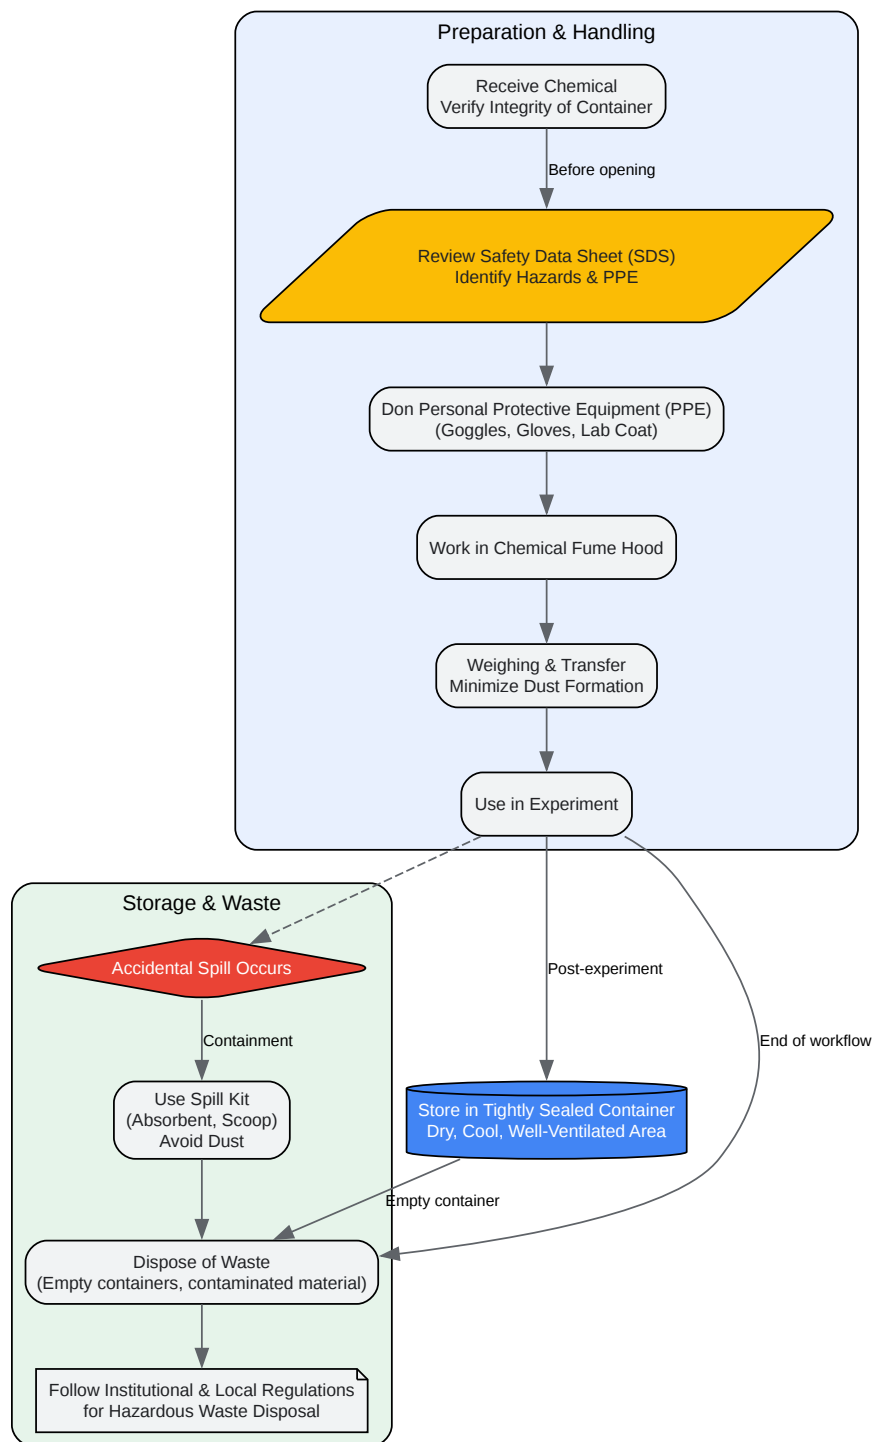 Preparation & Handling
Receive Chemical
Verify Integrity of Container
Before opening
Review Safety Data Sheet (SDS)
Identify Hazards & PPE
Don Personal Protective Equipment (PPE)
(Goggles, Gloves, Lab Coat)
Work in Chemical Fume Hood
Weighing & Transfer
Minimize Dust Formation
Use in Experiment
Storage & Waste
Accidental Spill Occurs
Post-experiment
Containment
End of workflow
Use Spill Kit
(Absorbent, Scoop)
Avoid Dust
Store in Tightly Sealed Container
Dry, Cool, Well-Ventilated Area
Empty container
Dispose of Waste
(Empty containers, contaminated material)
Follow Institutional & Local Regulations
for Hazardous Waste Disposal